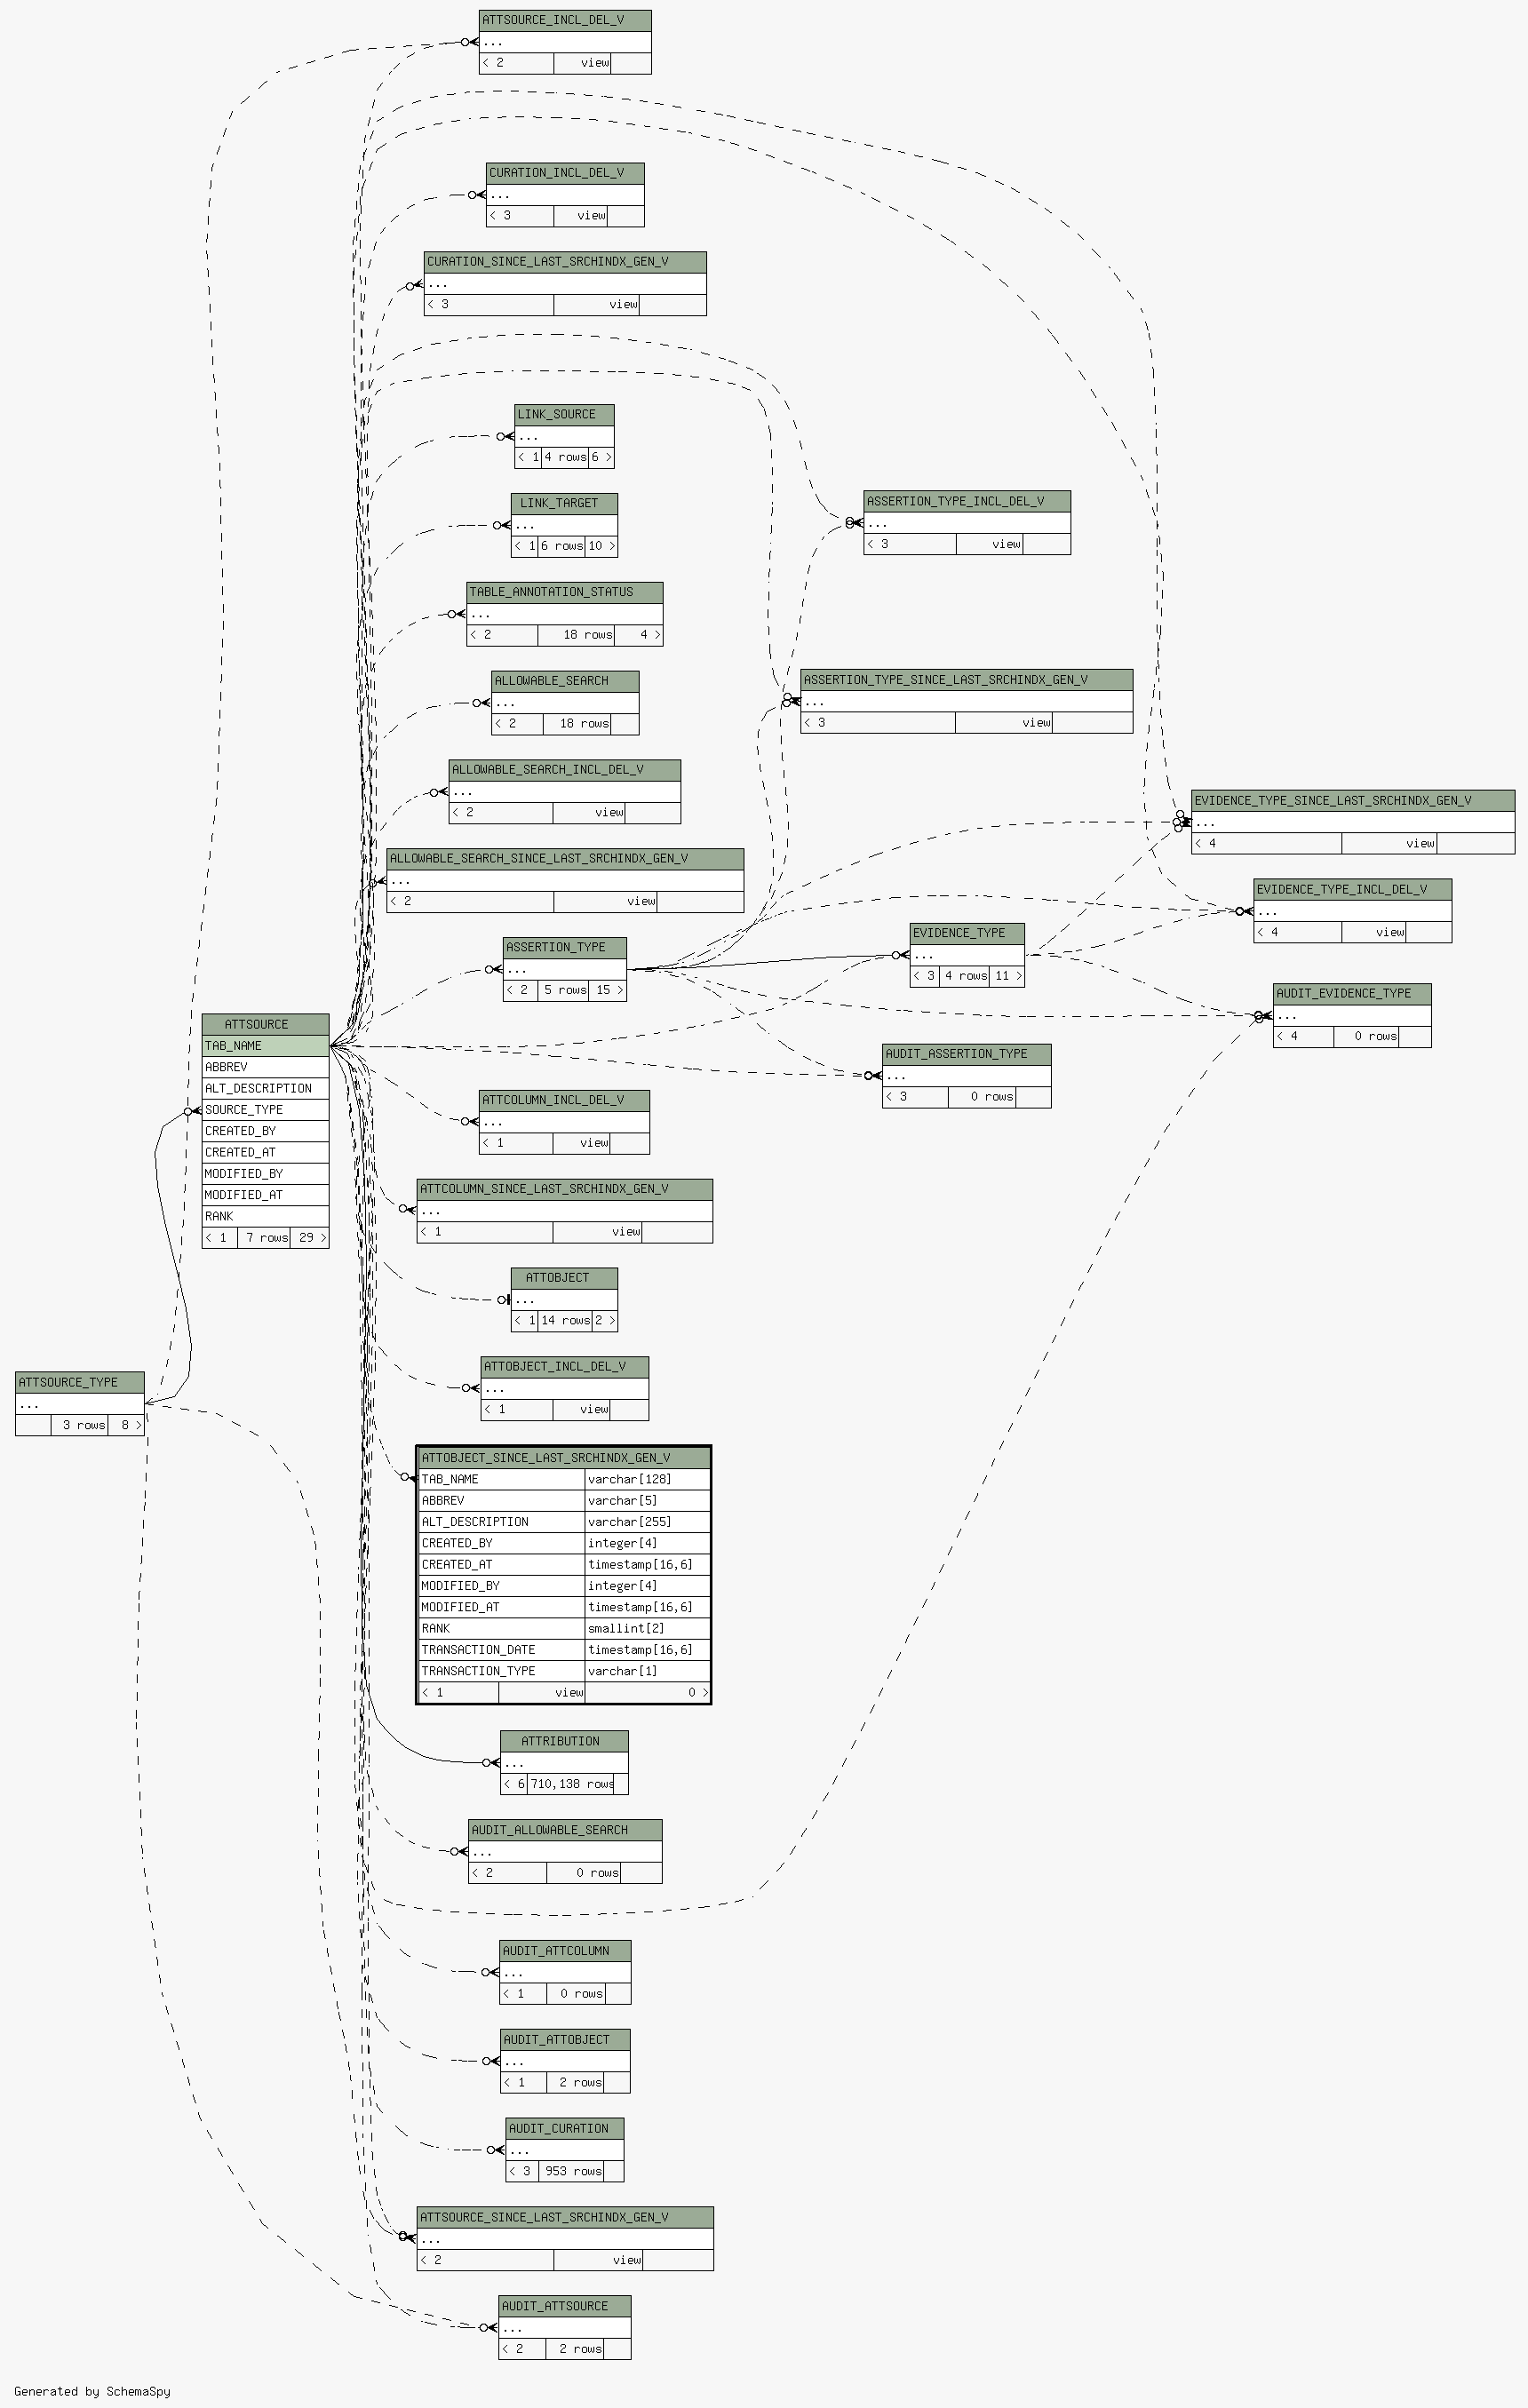 ATTSOURCE_INCL_DEL_V
...
< 2 view
CURATION_INCL_DEL_V
...
< 3 view
CURATION_SINCE_LAST_SRCHINDX_GEN_V
...
< 3 view
LINK_SOURCE
...
< 1 4 rows 6 >
LINK_TARGET
...
< 1 6 rows 10 >
ASSERTION_TYPE_INCL_DEL_V
...
< 3 view
TABLE_ANNOTATION_STATUS
...
< 2 18 rows 4 >
ALLOWABLE_SEARCH
...
< 2 18 rows
ASSERTION_TYPE_SINCE_LAST_SRCHINDX_GEN_V
...
< 3 view
ALLOWABLE_SEARCH_INCL_DEL_V
...
< 2 view
EVIDENCE_TYPE_SINCE_LAST_SRCHINDX_GEN_V
...
< 4 view
ALLOWABLE_SEARCH_SINCE_LAST_SRCHINDX_GEN_V
...
< 2 view
EVIDENCE_TYPE_INCL_DEL_V
...
< 4 view
EVIDENCE_TYPE
...
< 3 4 rows 11 >
ASSERTION_TYPE
...
< 2 5 rows 15 >
AUDIT_EVIDENCE_TYPE
...
< 4 0 rows
ATTSOURCE
TAB_NAME
ABBREV
ALT_DESCRIPTION
SOURCE_TYPE
CREATED_BY
CREATED_AT
MODIFIED_BY
MODIFIED_AT
RANK
< 1 7 rows 29 >
AUDIT_ASSERTION_TYPE
...
< 3 0 rows
ATTCOLUMN_INCL_DEL_V
...
< 1 view
ATTCOLUMN_SINCE_LAST_SRCHINDX_GEN_V
...
< 1 view
ATTOBJECT
...
< 1 14 rows 2 >
ATTOBJECT_INCL_DEL_V
...
< 1 view
ATTSOURCE_TYPE
...
3 rows 8 >
ATTOBJECT_SINCE_LAST_SRCHINDX_GEN_V
TAB_NAME varchar[128]
ABBREV varchar[5]
ALT_DESCRIPTION varchar[255]
CREATED_BY integer[4]
CREATED_AT timestamp[16,6]
MODIFIED_BY integer[4]
MODIFIED_AT timestamp[16,6]
RANK smallint[2]
TRANSACTION_DATE timestamp[16,6]
TRANSACTION_TYPE varchar[1]
< 1 view 0 >
ATTRIBUTION
...
< 6 710,138 rows
AUDIT_ALLOWABLE_SEARCH
...
< 2 0 rows
AUDIT_ATTCOLUMN
...
< 1 0 rows
AUDIT_ATTOBJECT
...
< 1 2 rows
AUDIT_CURATION
...
< 3 953 rows
ATTSOURCE_SINCE_LAST_SRCHINDX_GEN_V
...
< 2 view
AUDIT_ATTSOURCE
...
< 2 2 rows
Generated by SchemaSpy